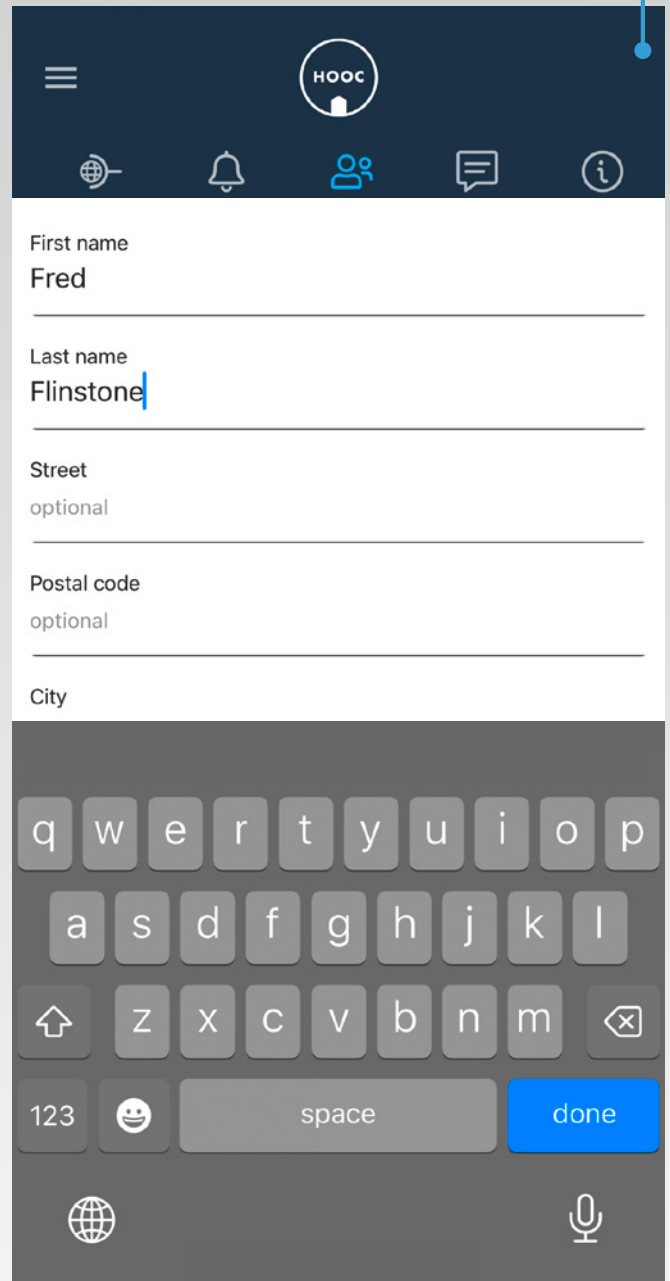 HOOC
First name
Fred
Last name
Flinstone
Street
optional
Postal code
optional
City
q w e r t y u i o p
a s d f g h j k l
z x c v b n m
123 space done